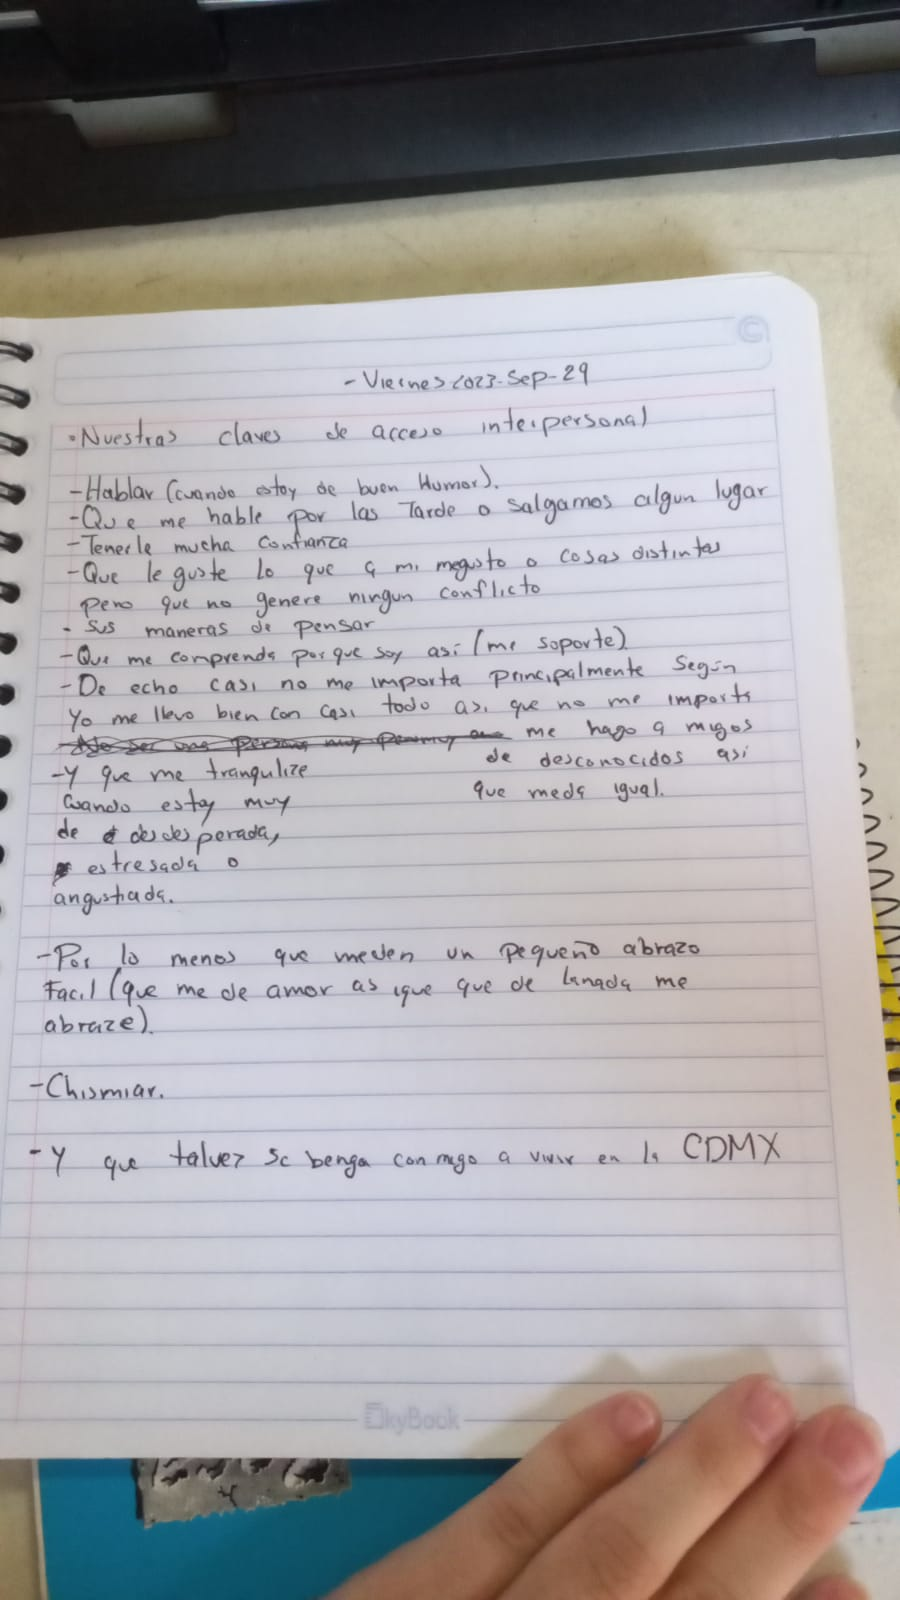 - Viernes 2023-Sep-29
• Nuestras claves de acceso interpersonal
- Hablar (cuando estoy de buen Humor).
- Que me hable por las Tarde o salgamos algun lugar
- Tenerle mucha confianza
- Que le guste lo que a mi megusto o cosas distintas
pero que no genere ningun conflicto
- sus maneras de pensar
- Que me comprenda porque soy así (me soporte)
- De echo casi no me importa principalmente según
Yo me llevo bien con casi todo asi que no me importa
me hago a migos
de desconocidos así
que meda igual.
- Y que me tranqulize
cuando estoy muy
de desdesperada,
estresada o
angustiada.
- Por lo menos que meden un pequeño abrazo
Facil (que me de amor as ique que de lanada me
abraze).
- Chismiar.
- Y que talvez se benga conmigo a vivir en la CDMX
SkyBook